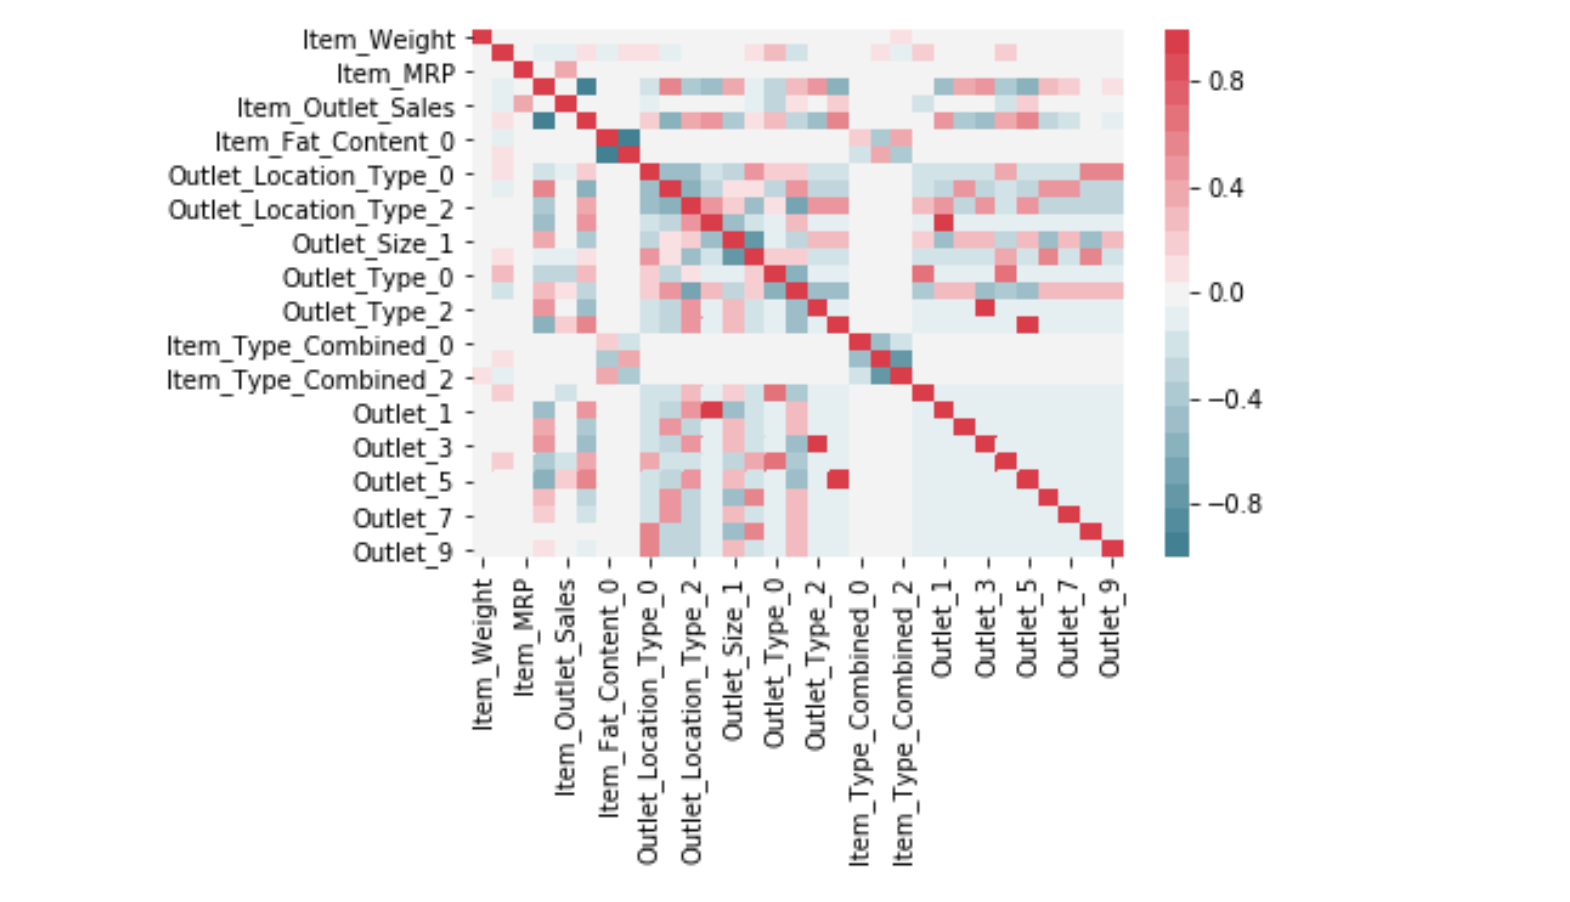 Item_Weight
Item_MRP
Item_Outlet_Sales
Item_Fat_Content_0
Outlet_Location_Type_0
Outlet_Location_Type_2
Outlet_Size_1
Outlet_Type_0
Outlet_Type_2
Item_Type_Combined_0
Item_Type_Combined_2
Outlet_1
Outlet_3
Outlet_5
Outlet_7
Outlet_9
0.8
0.4
0.0
−0.4
−0.8
Item_Weight
Item_MRP
Item_Outlet_Sales
Item_Fat_Content_0
Outlet_Location_Type_0
Outlet_Location_Type_2
Outlet_Size_1
Outlet_Type_0
Outlet_Type_2
Item_Type_Combined_0
Item_Type_Combined_2
Outlet_1
Outlet_3
Outlet_5
Outlet_7
Outlet_9